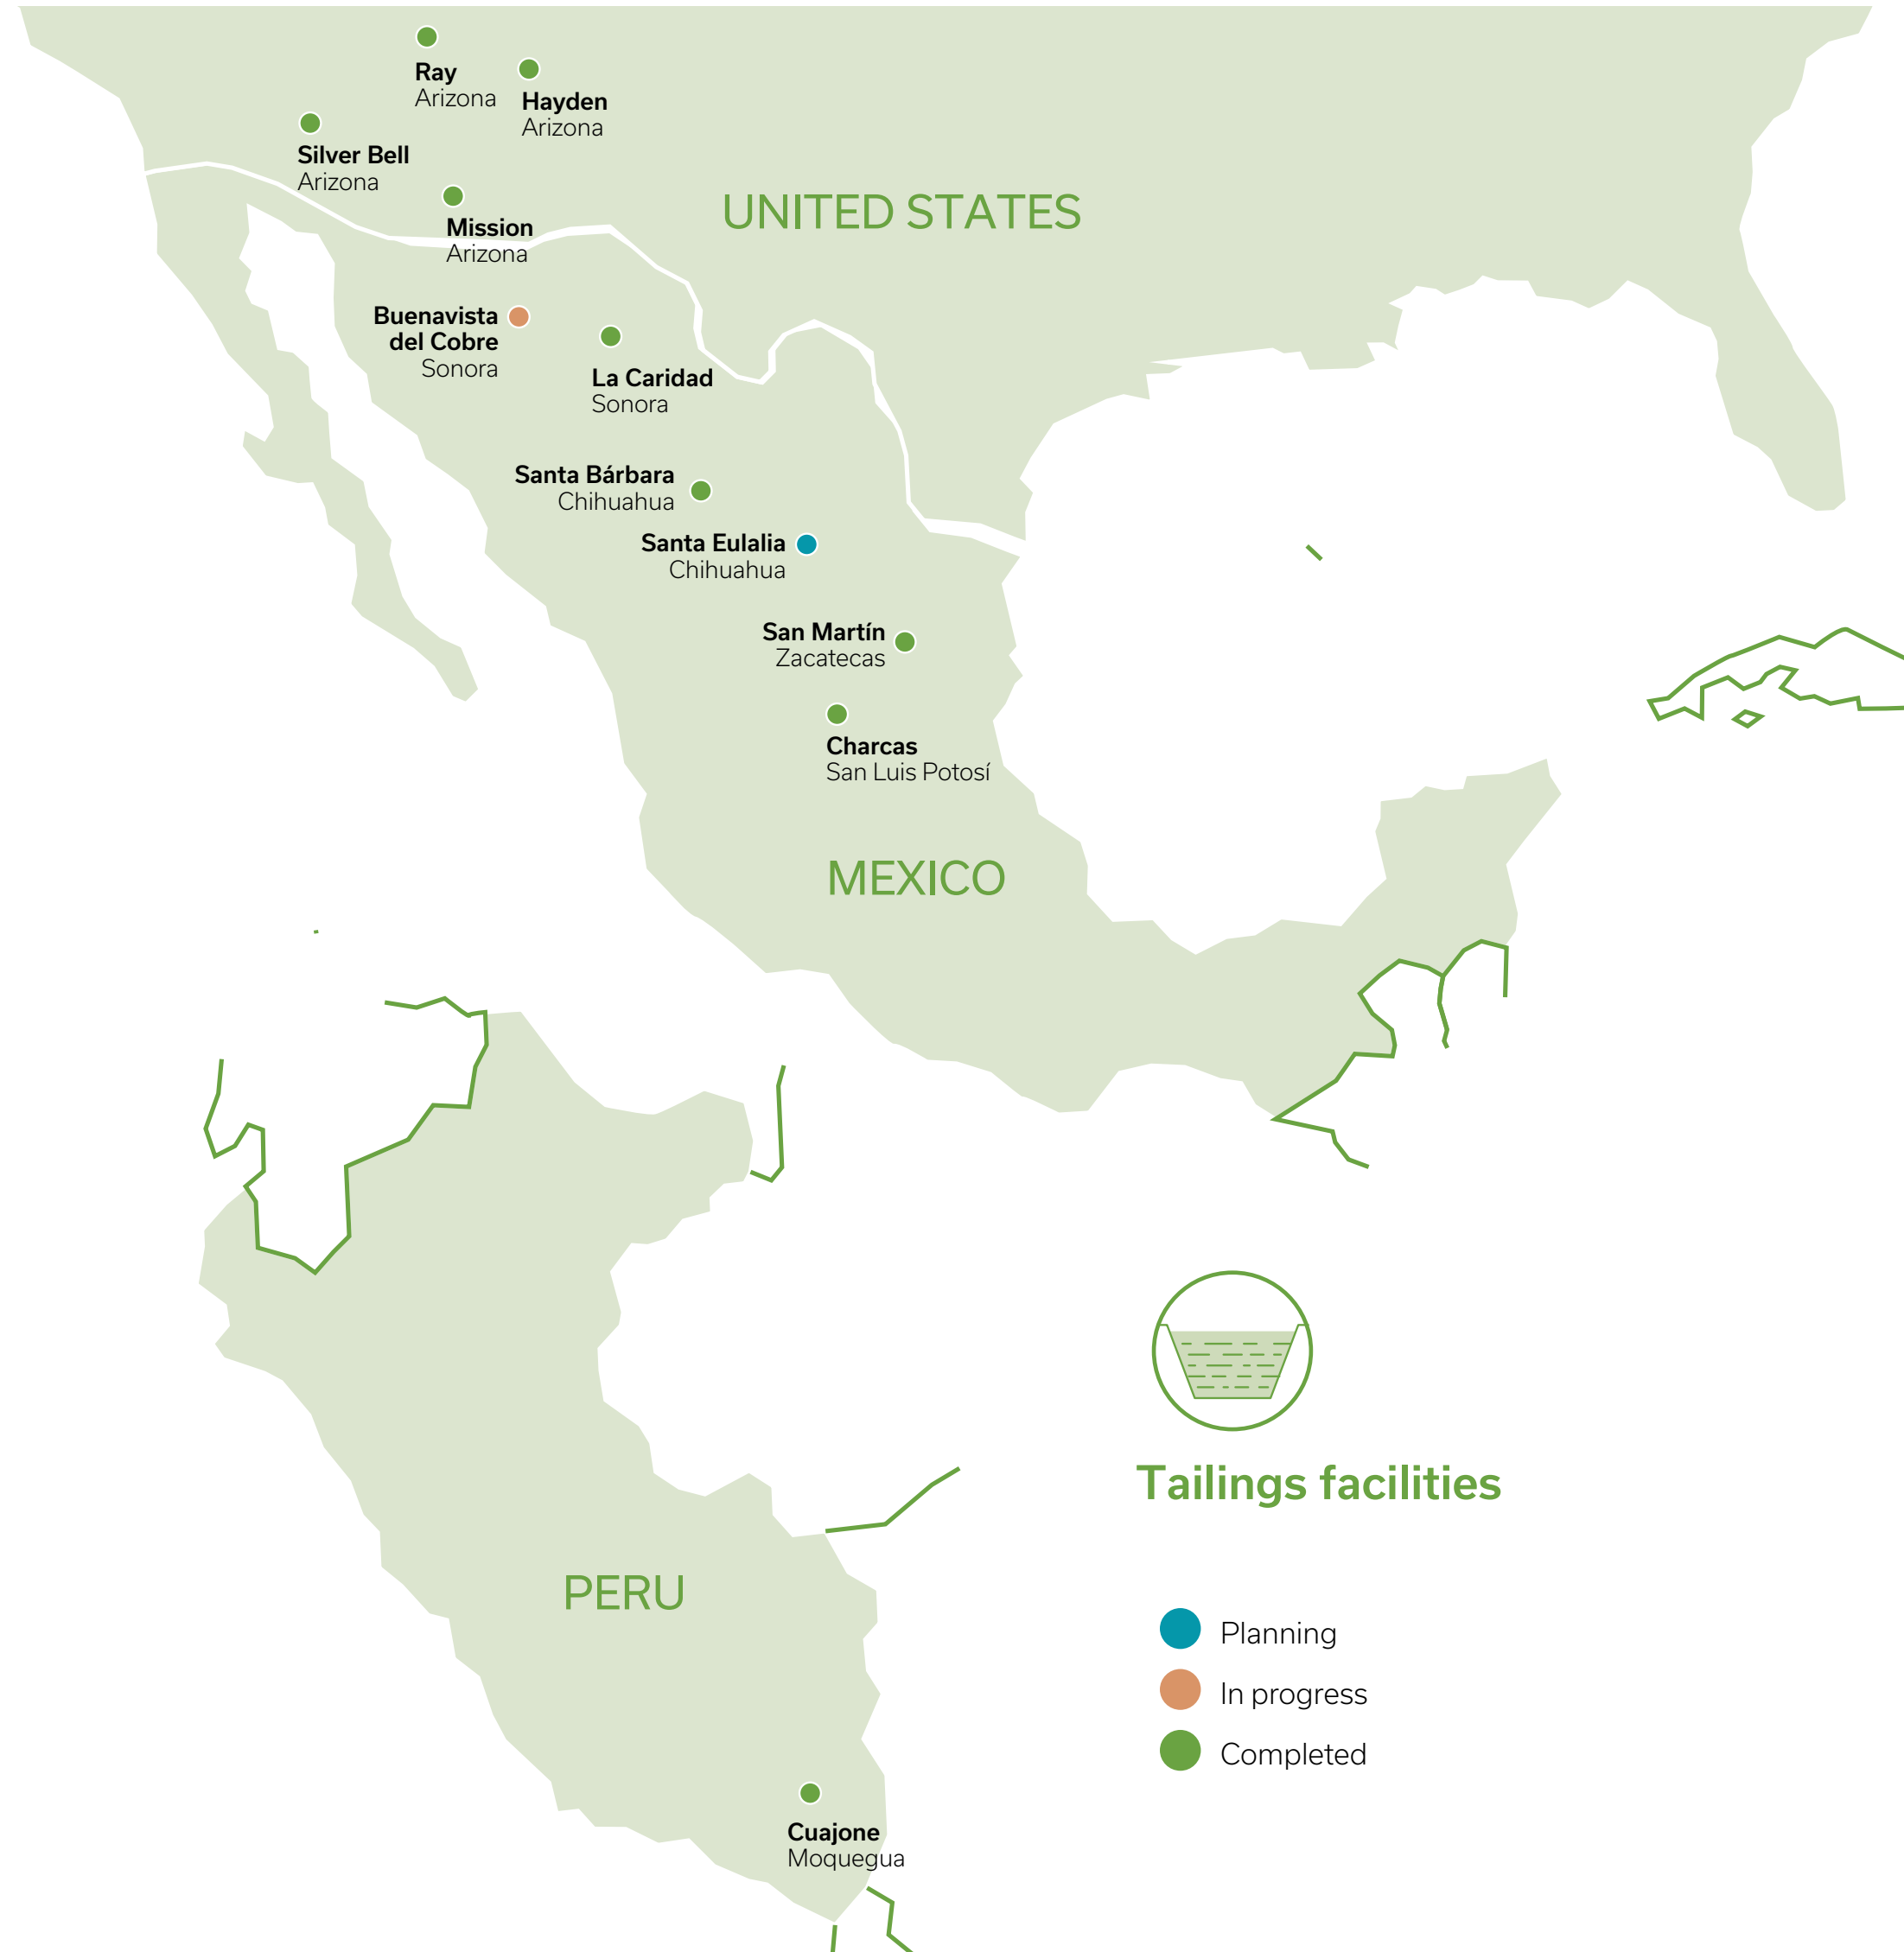 Ray
Arizona
Hayden
Arizona
Silver Bell
Arizona
Mission
Arizona
UNITED STATES
Buenavista
del Cobre
Sonora
La Caridad
Sonora
Santa Bárbara
Chihuahua
Santa Eulalia
Chihuahua
San Martín
Zacatecas
Charcas
San Luis Potosí
MEXICO
Tailings facilities
PERU
Planning
In progress
Completed
Cuajone
Moquegua